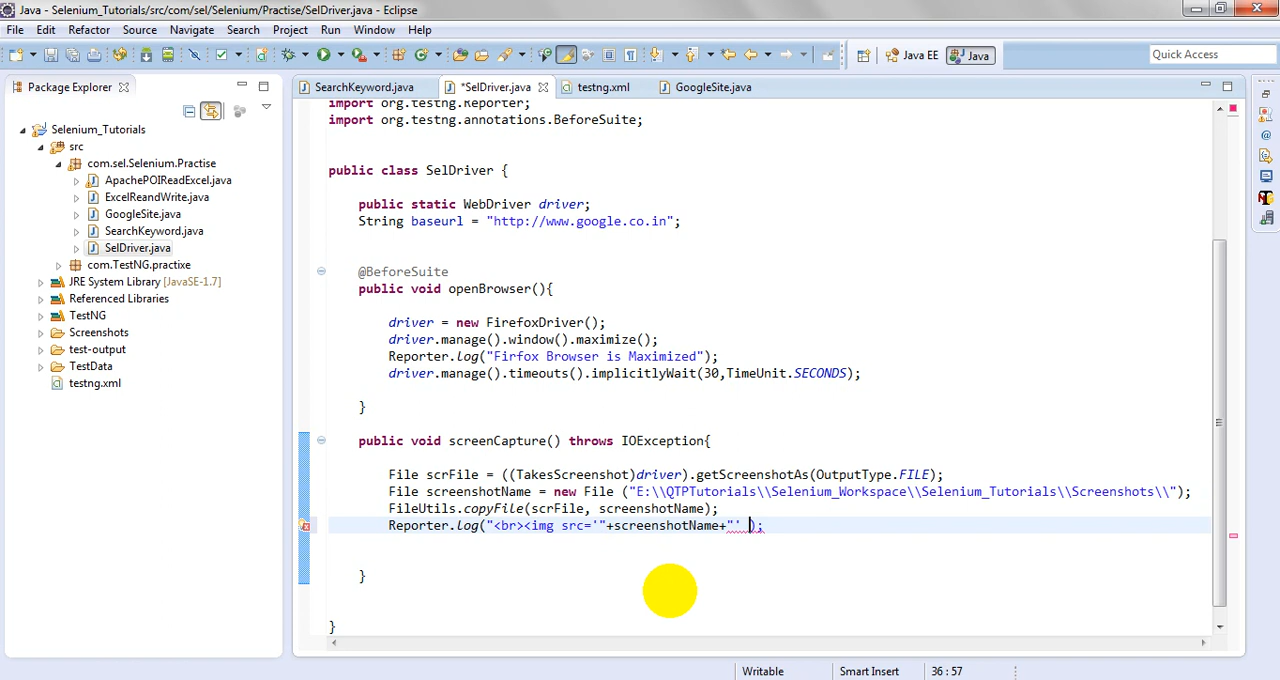 Java - Selenium_Tutorials/src/com/sel/Selenium/Practise/SelDriver.java - Eclipse
File Edit Refactor Source Navigate Search Project Run Window Help
Java EE Java Quick Access
Package Explorer
SearchKeyword.java *SelDriver.java testng.xml GoogleSite.java
Selenium_Tutorials
src
com.sel.Selenium.Practise
ApachePOIReadExcel.java
ExcelReandWrite.java
GoogleSite.java
SearchKeyword.java
SelDriver.java
com.TestNG.practixe
JRE System Library [JavaSE-1.7]
Referenced Libraries
TestNG
Screenshots
test-output
TestData
testng.xml
import org.testng.Reporter;
import org.testng.annotations.BeforeSuite;
public class SelDriver {
public static WebDriver driver;
String baseurl = "http://www.google.co.in";
@BeforeSuite
public void openBrowser(){
driver = new FirefoxDriver();
driver.manage().window().maximize();
Reporter.log("Firfox Browser is Maximized");
driver.manage().timeouts().implicitlyWait(30,TimeUnit.SECONDS);
}
public void screenCapture() throws IOException{
File scrFile = ((TakesScreenshot)driver).getScreenshotAs(OutputType.FILE);
File screenshotName = new File ("E:\\QTPTutorials\\Selenium_Workspace\\Selenium_Tutorials\\Screenshots\\");
FileUtils.copyFile(scrFile, screenshotName);
Reporter.log("<br><img src='"+screenshotName+"' );
}
}
Writable Smart Insert 36 : 57